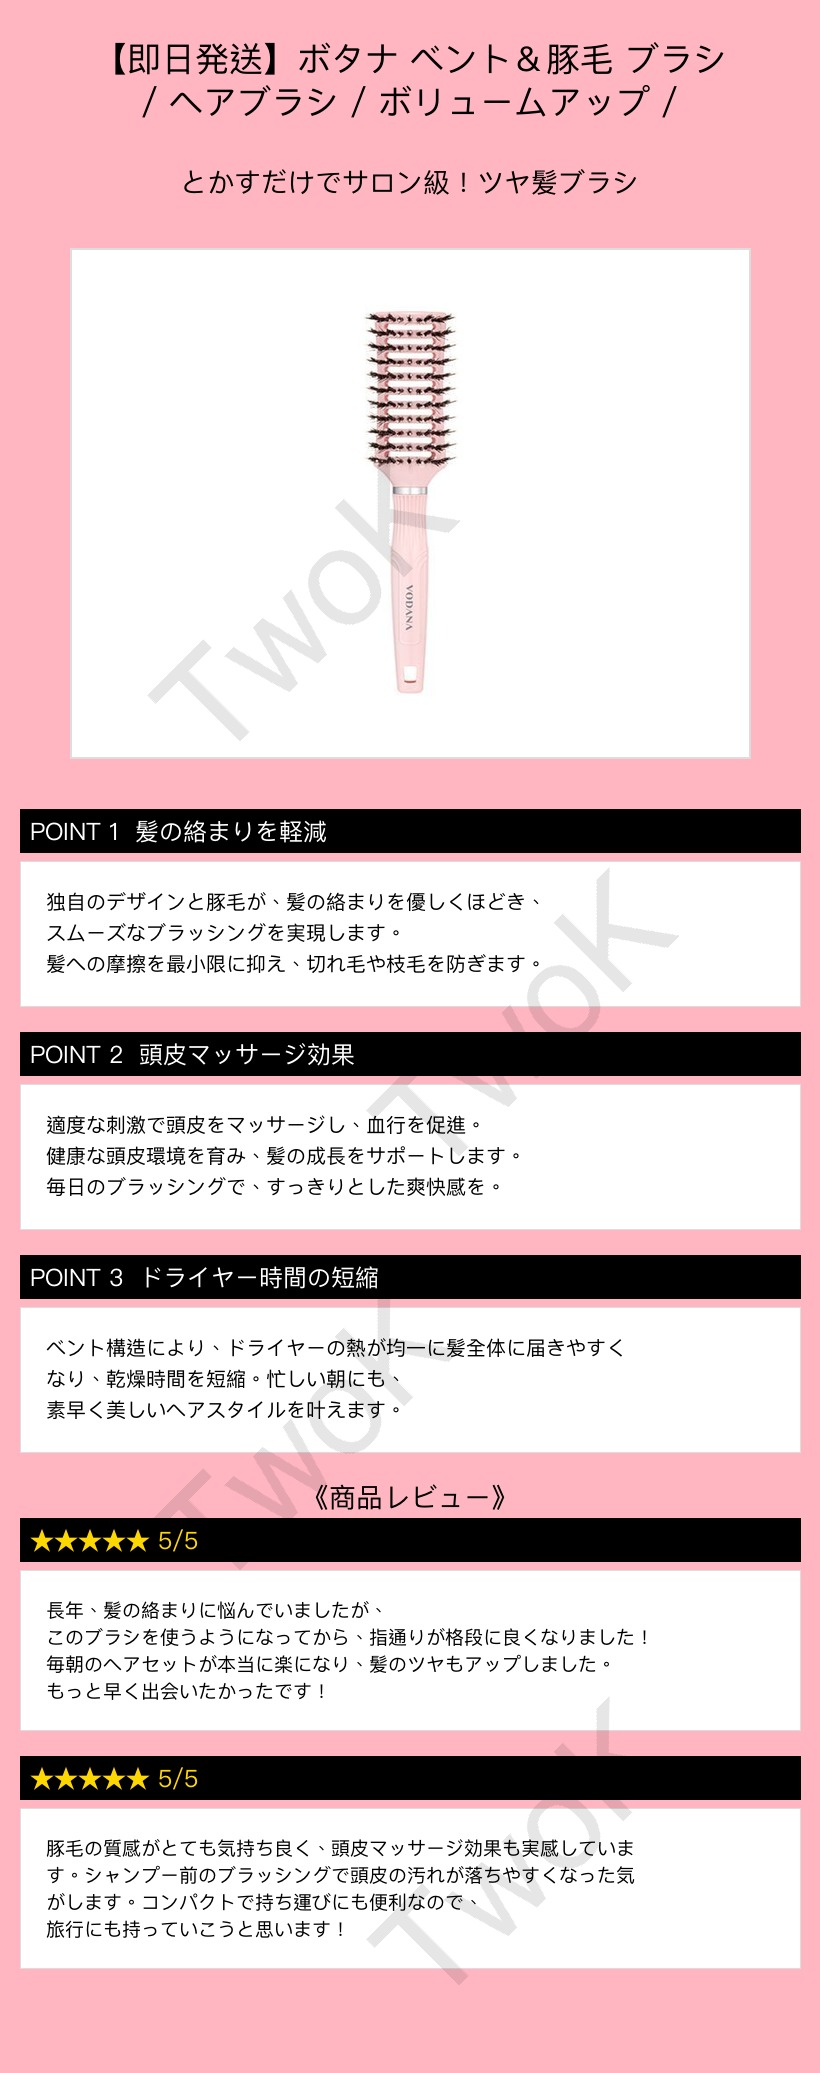 【即日発送】ボタナ ベント＆豚毛 ブラシ
/ ヘアブラシ / ボリュームアップ /
とかすだけでサロン級！ツヤ髪ブラシ
VODANA
TwoK
POINT 1 髪の絡まりを軽減
独自のデザインと豚毛が、髪の絡まりを優しくほどき、
スムーズなブラッシングを実現します。
髪への摩擦を最小限に抑え、切れ毛や枝毛を防ぎます。
TwoK
POINT 2 頭皮マッサージ効果
適度な刺激で頭皮をマッサージし、血行を促進。
健康な頭皮環境を育み、髪の成長をサポートします。
毎日のブラッシングで、すっきりとした爽快感を。
POINT 3 ドライヤー時間の短縮
ベント構造により、ドライヤーの熱が均一に髪全体に届きやすく
なり、乾燥時間を短縮。忙しい朝にも、
素早く美しいヘアスタイルを叶えます。
TwoK
《商品レビュー》
★★★★★ 5/5
長年、髪の絡まりに悩んでいましたが、
このブラシを使うようになってから、指通りが格段に良くなりました！
毎朝のヘアセットが本当に楽になり、髪のツヤもアップしました。
もっと早く出会いたかったです！
★★★★★ 5/5
豚毛の質感がとても気持ち良く、頭皮マッサージ効果も実感していま
す。シャンプー前のブラッシングで頭皮の汚れが落ちやすくなった気
がします。コンパクトで持ち運びにも便利なので、
旅行にも持っていこうと思います！
TwoK